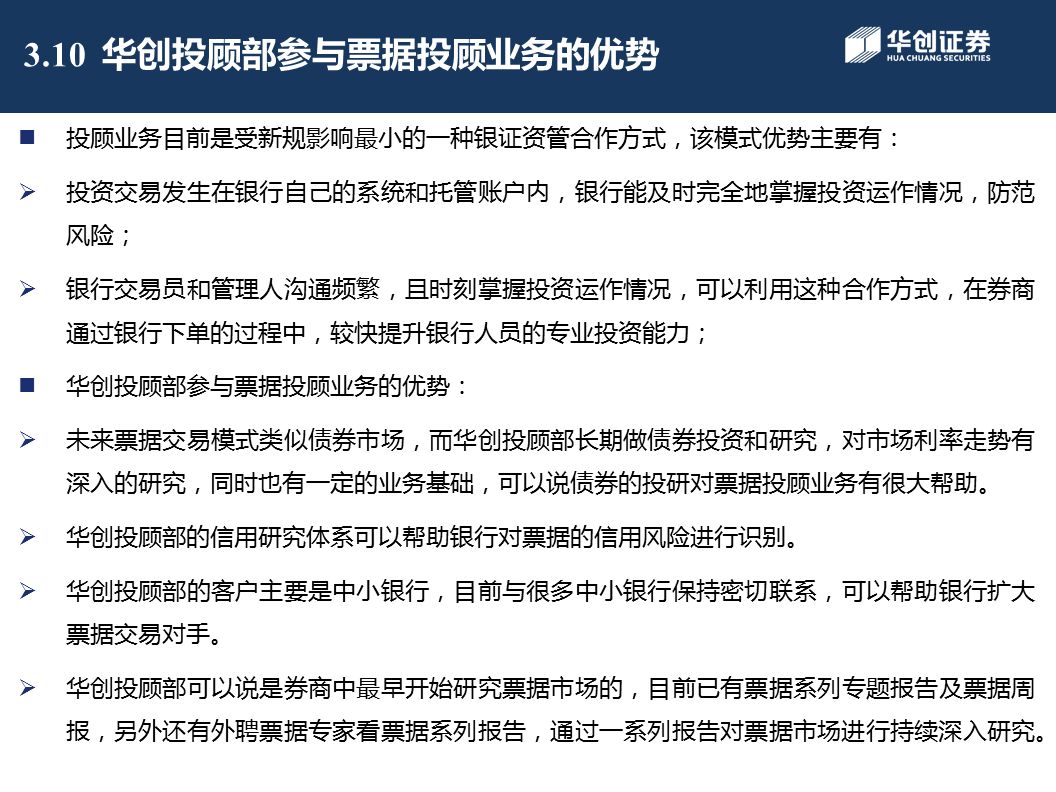 3.10 华创投顾部参与票据投顾业务的优势
华创证券
HUA CHUANG SECURITIES
投顾业务目前是受新规影响最小的一种银证资管合作方式，该模式优势主要有：
投资交易发生在银行自己的系统和托管账户内，银行能及时完全地掌握投资运作情况，防范
风险；
银行交易员和管理人沟通频繁，且时刻掌握投资运作情况，可以利用这种合作方式，在券商
通过银行下单的过程中，较快提升银行人员的专业投资能力；
华创投顾部参与票据投顾业务的优势：
未来票据交易模式类似债券市场，而华创投顾部长期做债券投资和研究，对市场利率走势有
深入的研究，同时也有一定的业务基础，可以说债券的投研对票据投顾业务有很大帮助。
华创投顾部的信用研究体系可以帮助银行对票据的信用风险进行识别。
华创投顾部的客户主要是中小银行，目前与很多中小银行保持密切联系，可以帮助银行扩大
票据交易对手。
华创投顾部可以说是券商中最早开始研究票据市场的，目前已有票据系列专题报告及票据周
报，另外还有外聘票据专家看票据系列报告，通过一系列报告对票据市场进行持续深入研究。